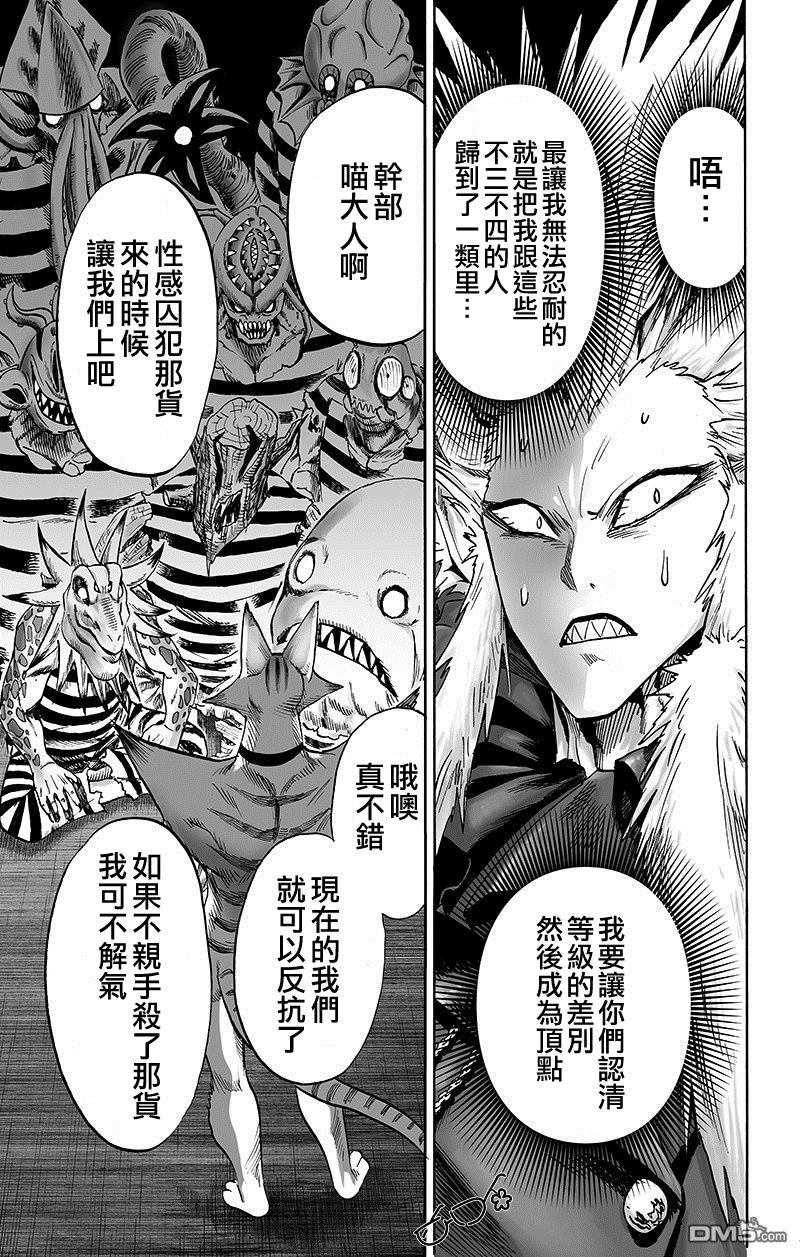 唔…
最讓我無法忍耐的
就是把我跟這些
不三不四的人
歸到了一類里…
我要讓你們認清
等級的差別
然後成為頂點
幹部
喵大人啊
性感囚犯那貨
來的時候
讓我們上吧
哦噢
真不錯
現在的我們
就可以反抗了
如果不親手殺了那貨
我可不解氣
DM5.com